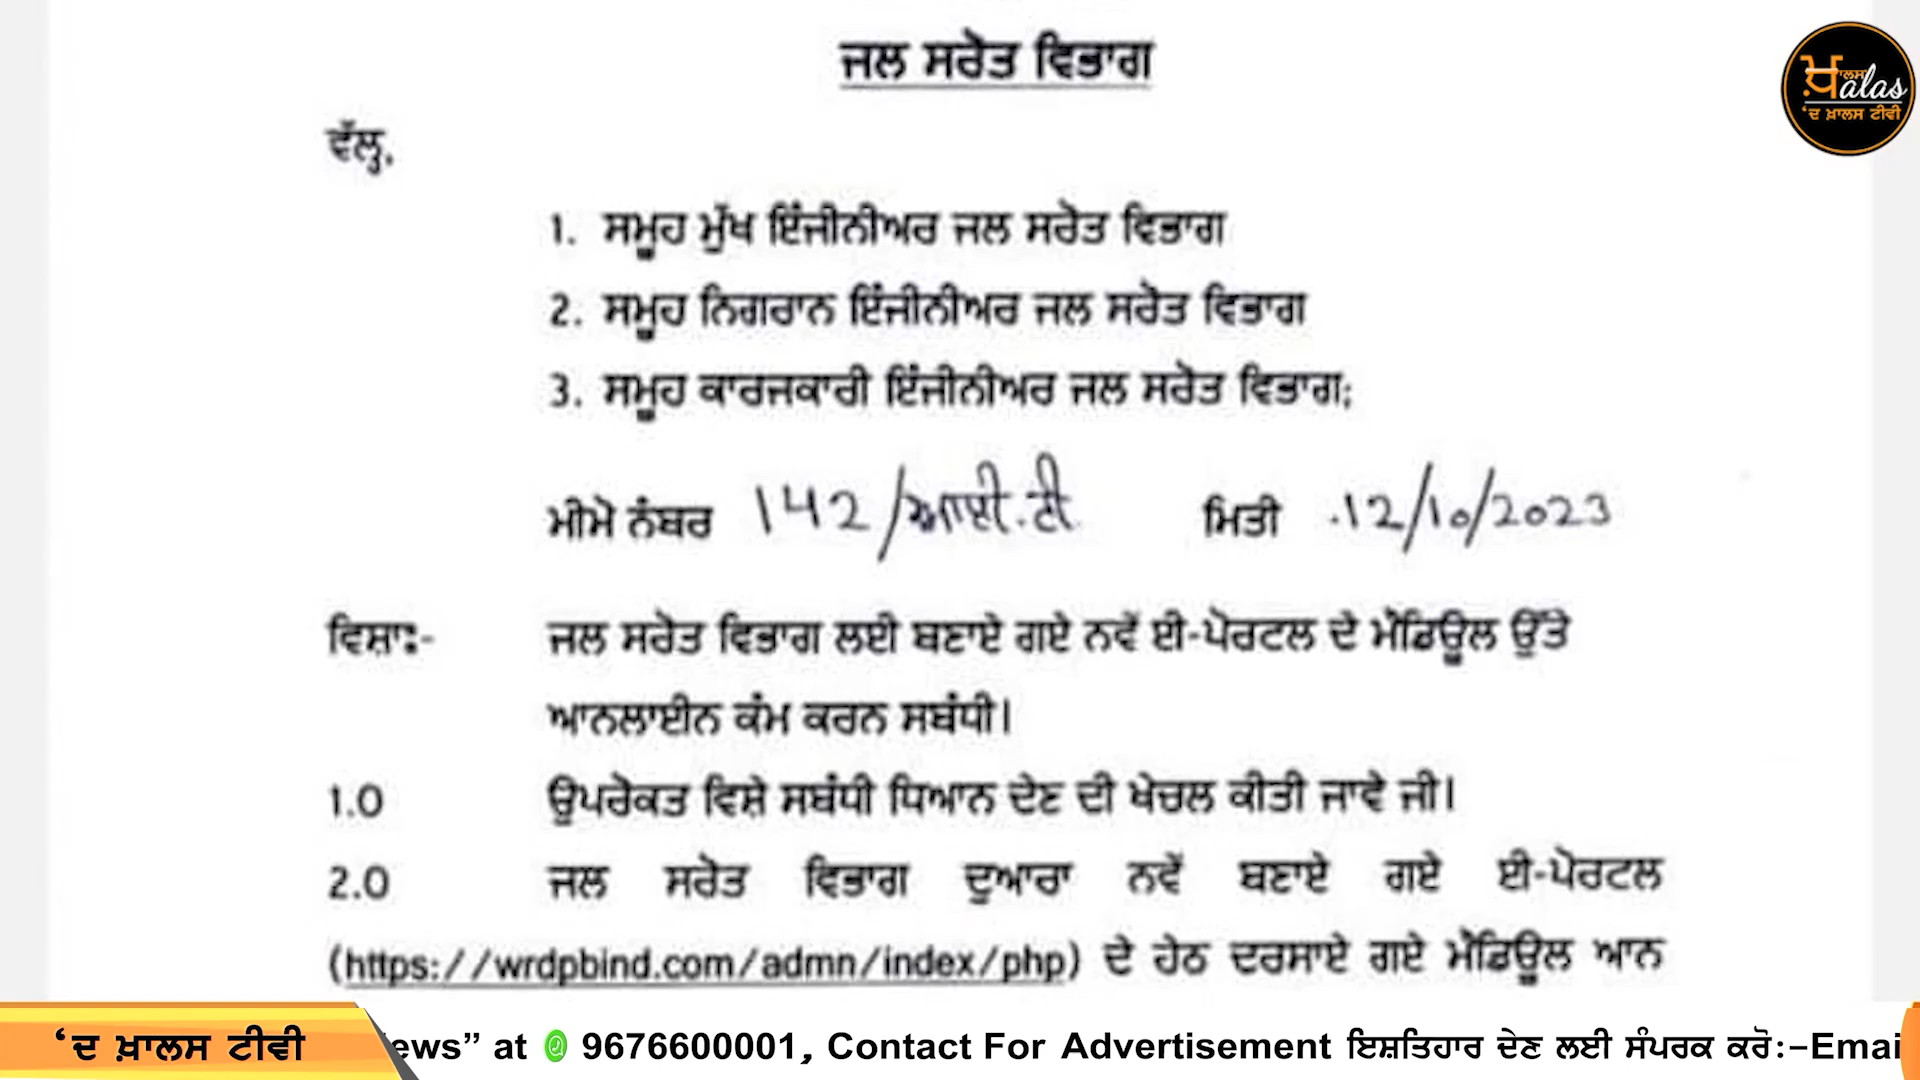 ਜਲ ਸਰੋਤ ਵਿਭਾਗ
ਖ਼ਾਲਸ alas
'ਦ ਖ਼ਾਲਸ ਟੀਵੀ
ਵੱਲ੍ਹ,
1. ਸਮੂਹ ਮੁੱਖ ਇੰਜੀਨੀਅਰ ਜਲ ਸਰੋਤ ਵਿਭਾਗ
2. ਸਮੂਹ ਨਿਗਰਾਨ ਇੰਜੀਨੀਅਰ ਜਲ ਸਰੋਤ ਵਿਭਾਗ
3. ਸਮੂਹ ਕਾਰਜਕਾਰੀ ਇੰਜੀਨੀਅਰ ਜਲ ਸਰੋਤ ਵਿਭਾਗ;
ਮੀਮੋ ਨੰਬਰ 142/ਆਈ.ਟੀ. ਮਿਤੀ .12/10/2023
ਵਿਸ਼ਾ:- ਜਲ ਸਰੋਤ ਵਿਭਾਗ ਲਈ ਬਣਾਏ ਗਏ ਨਵੇਂ ਈ-ਪੋਰਟਲ ਦੇ ਮੌਡਿਊਲ ਉੱਤੇ
ਆਨਲਾਈਨ ਕੰਮ ਕਰਨ ਸਬੰਧੀ।
1.0 ਉਪਰੋਕਤ ਵਿਸ਼ੇ ਸਬੰਧੀ ਧਿਆਨ ਦੇਣ ਦੀ ਖੇਚਲ ਕੀਤੀ ਜਾਵੇ ਜੀ।
2.0 ਜਲ ਸਰੋਤ ਵਿਭਾਗ ਦੁਆਰਾ ਨਵੇਂ ਬਣਾਏ ਗਏ ਈ-ਪੋਰਟਲ
(https://wrdpbind.com/admn/index/php) ਦੇ ਹੇਠ ਦਰਸਾਏ ਗਏ ਮੌਡਿਊਲ ਆਨ
'ਦ ਖ਼ਾਲਸ ਟੀਵੀ ews" at 9676600001, Contact For Advertisement ਇਸ਼ਤਿਹਾਰ ਦੇਣ ਲਈ ਸੰਪਰਕ ਕਰੋ:-Emai